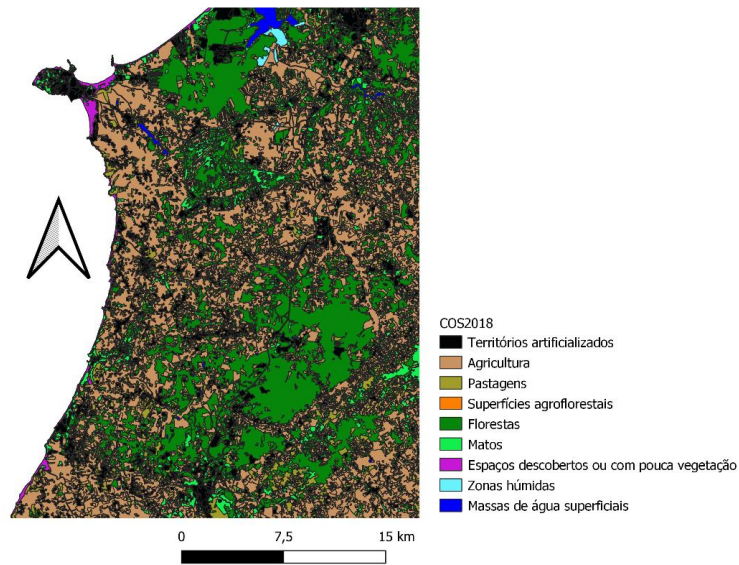 COS2018
Territórios artificializados
Agricultura
Pastagens
Superfícies agroflorestais
Florestas
Matos
Espaços descobertos ou com pouca vegetação
Zonas húmidas
Massas de água superficiais
0 7,5 15 km